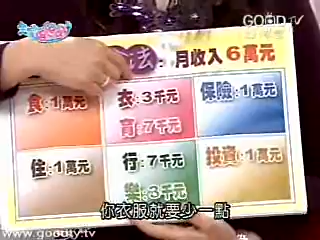 GOOD TV
法:月收入6萬元
食:1萬元
衣:3千元
育:7千元
保險:1萬元
住:1萬元
行:7千元
樂:3千元
投資:1萬元
你衣服就要少一點
www.goodtv.tv